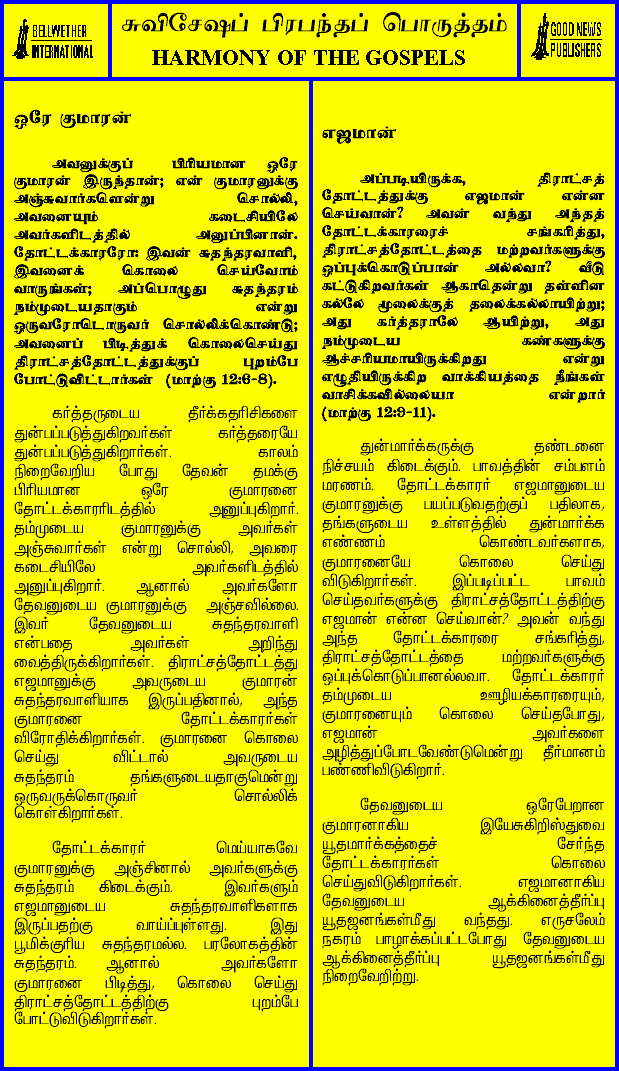 BELLWETHER
INTERNATIONAL
சுவிசேஷப் பிரபந்தப் பொருத்தம்
HARMONY OF THE GOSPELS
GOOD NEWS
PUBLISHERS
ஒரே குமாரன்
அவனுக்குப் பிரியமான ஒரே
குமாரன் இருந்தான்; என் குமாரனுக்கு
அஞ்சுவார்களென்று சொல்லி,
அவனையும் கடைசியிலே
அவர்களிடத்தில் அனுப்பினான்.
தோட்டக்காரரோ: இவன் சுதந்தரவாளி,
இவனைக் கொலை செய்வோம்
வாருங்கள்; அப்பொழுது சுதந்தரம்
நம்முடையதாகும் என்று
ஒருவரோடொருவர் சொல்லிக்கொண்டு;
அவனைப் பிடித்துக் கொலைசெய்து
திராட்சத்தோட்டத்துக்குப் புறம்பே
போட்டுவிட்டார்கள் (மாற்கு 12:6-8).
கர்த்தருடைய தீர்க்கதரிசிகளை
துன்பப்படுத்துகிறவர்கள் கர்த்தரையே
துன்பப்படுத்துகிறார்கள். காலம்
நிறைவேறிய போது தேவன் தமக்கு
பிரியமான ஒரே குமாரனை
தோட்டக்காரரிடத்தில் அனுப்புகிறார்.
தம்முடைய குமாரனுக்கு அவர்கள்
அஞ்சுவார்கள் என்று சொல்லி, அவரை
கடைசியிலே அவர்களிடத்தில்
அனுப்புகிறார். ஆனால் அவர்களோ
தேவனுடைய குமாரனுக்கு அஞ்சவில்லை.
இவர் தேவனுடைய சுதந்தரவாளி
என்பதை அவர்கள் அறிந்து
வைத்திருக்கிறார்கள். திராட்சத்தோட்டத்து
எஜமானுக்கு அவருடைய குமாரன்
சுதந்தரவாளியாக இருப்பதினால், அந்த
குமாரனை தோட்டக்காரர்கள்
விரோதிக்கிறார்கள். குமாரனை கொலை
செய்து விட்டால் அவருடைய
சுதந்தரம் தங்களுடையதாகுமென்று
ஒருவருக்கொருவர் சொல்லிக்
கொள்கிறார்கள்.
தோட்டக்காரர் மெய்யாகவே
குமாரனுக்கு அஞ்சினால் அவர்களுக்கு
சுதந்தரம் கிடைக்கும். இவர்களும்
எஜமானுடைய சுதந்தரவாளிகளாக
இருப்பதற்கு வாய்ப்புள்ளது. இது
பூமிக்குரிய சுதந்தரமல்ல. பரலோகத்தின்
சுதந்தரம். ஆனால் அவர்களோ
குமாரனை பிடித்து, கொலை செய்து
திராட்சத்தோட்டத்திற்கு புறம்பே
போட்டுவிடுகிறார்கள்.
எஜமான்
அப்படியிருக்க, திராட்சத்
தோட்டத்துக்கு எஜமான் என்ன
செய்வான்? அவன் வந்து அந்தத்
தோட்டக்காரரைச் சங்கரித்து,
திராட்சத்தோட்டத்தை மற்றவர்களுக்கு
ஒப்புக்கொடுப்பான் அல்லவா? வீடு
கட்டுகிறவர்கள் ஆகாதென்று தள்ளின
கல்லே மூலைக்குத் தலைக்கல்லாயிற்று;
அது கர்த்தராலே ஆயிற்று, அது
நம்முடைய கண்களுக்கு
ஆச்சரியமாயிருக்கிறது என்று
எழுதியிருக்கிற வாக்கியத்தை நீங்கள்
வாசிக்கவில்லையா என்றார்
(மாற்கு 12:9-11).
துன்மார்க்கருக்கு தண்டனை
நிச்சயம் கிடைக்கும். பாவத்தின் சம்பளம்
மரணம். தோட்டக்காரர் எஜமானுடைய
குமாரனுக்கு பயப்படுவதற்குப் பதிலாக,
தங்களுடைய உள்ளத்தில் துன்மார்க்க
எண்ணம் கொண்டவர்களாக,
குமாரனையே கொலை செய்து
விடுகிறார்கள். இப்படிப்பட்ட பாவம்
செய்தவர்களுக்கு திராட்சத்தோட்டத்திற்கு
எஜமான் என்ன செய்வான்? அவன் வந்து
அந்த தோட்டக்காரரை சங்கரித்து,
திராட்சத்தோட்டத்தை மற்றவர்களுக்கு
ஒப்புக்கொடுப்பானல்லவா. தோட்டக்காரர்
தம்முடைய ஊழியக்காரரையும்,
குமாரனையும் கொலை செய்தபோது,
எஜமான் அவர்களை
அழித்துப்போடவேண்டுமென்று தீர்மானம்
பண்ணிவிடுகிறார்.
தேவனுடைய ஒரேபேறான
குமாரனாகிய இயேசுகிறிஸ்துவை
யூதமார்க்கத்தைச் சேர்ந்த
தோட்டக்காரர்கள் கொலை
செய்துவிடுகிறார்கள். எஜமானாகிய
தேவனுடைய ஆக்கினைத்தீர்ப்பு
யூதஜனங்கள்மீது வந்தது. எருசலேம்
நகரம் பாழாக்கப்பட்டபோது தேவனுடைய
ஆக்கினைத்தீர்ப்பு யூதஜனங்கள்மீது
நிறைவேறிற்று.